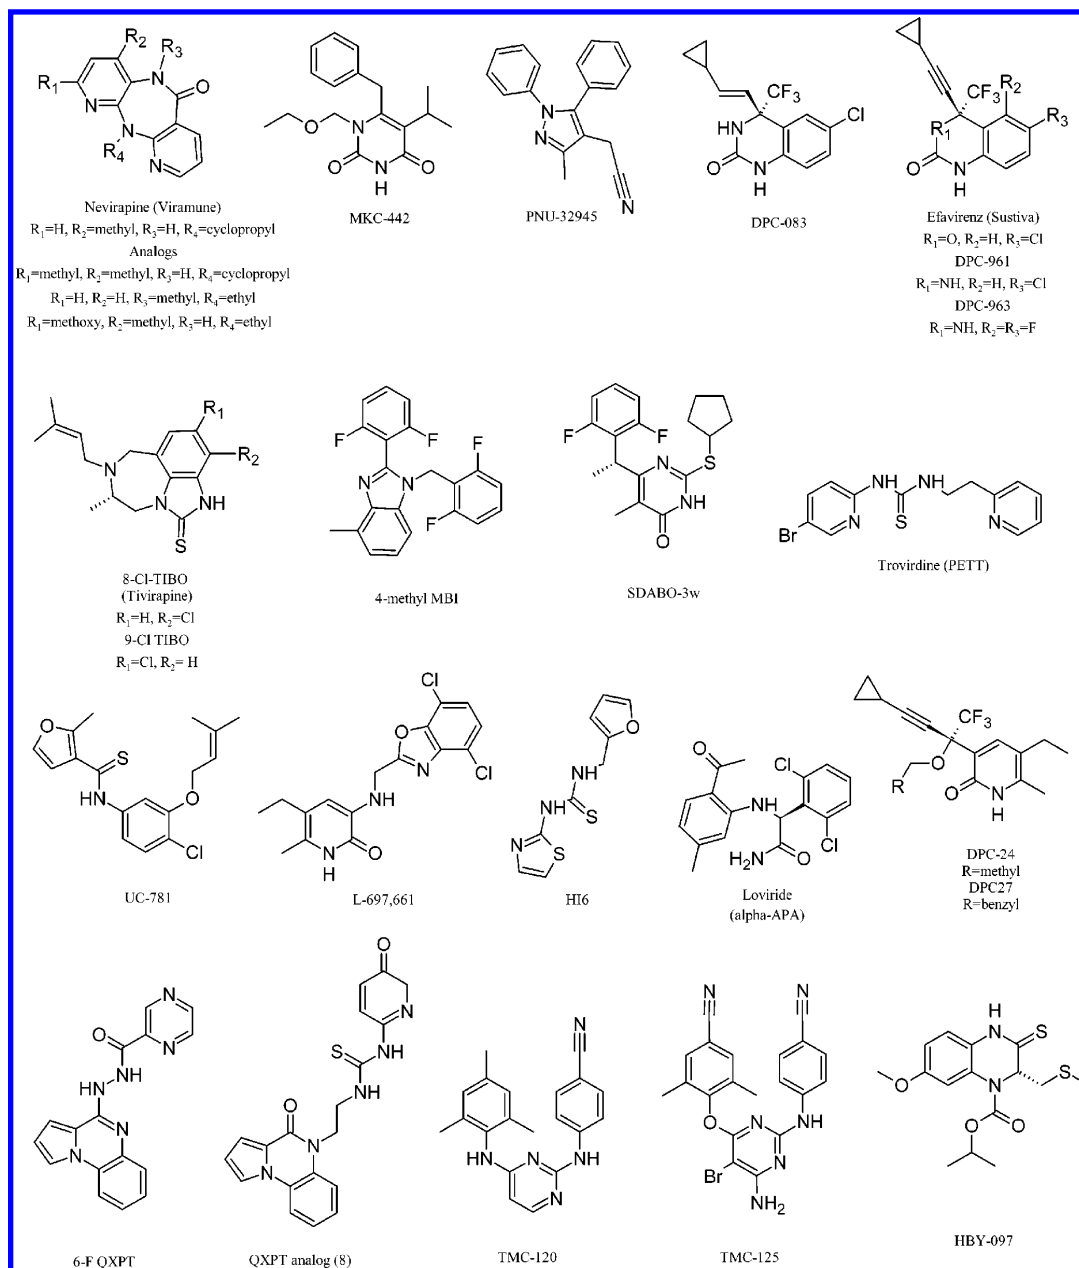 Nevirapine (Viramune)
R₁=H, R₂=methyl, R₃=H, R₄=cyclopropyl
Analogs
R₁=methyl, R₂=methyl, R₃=H, R₄=cyclopropyl
R₁=H, R₂=H, R₃=methyl, R₄=ethyl
R₁=methoxy, R₂=methyl, R₃=H, R₄=ethyl
MKC-442
PNU-32945
DPC-083
Efavirenz (Sustiva)
R₁=O, R₂=H, R₃=Cl
DPC-961
R₁=NH, R₂=H, R₃=Cl
DPC-963
R₁=NH, R₂=R₃=F
8-Cl-TIBO
(Tivirapine)
R₁=H, R₂=Cl
9-Cl TIBO
R₁=Cl, R₂= H
4-methyl MBI
SDABO-3w
Trovirdine (PETT)
UC-781
L-697,661
HI6
Loviride
(alpha-APA)
DPC-24
R=methyl
DPC27
R=benzyl
6-F QXPT
QXPT analog (8)
TMC-120
TMC-125
HBY-097